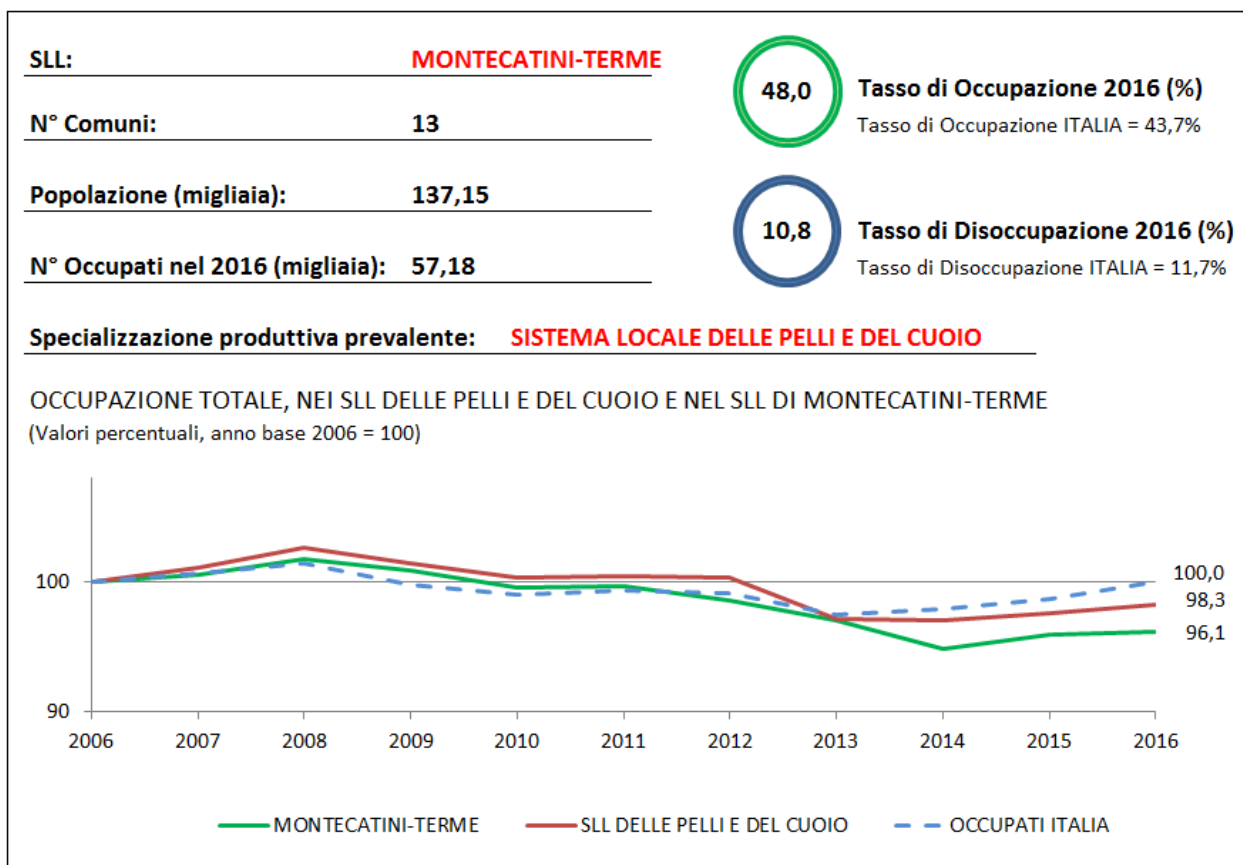 SLL: MONTECATINI-TERME
N° Comuni: 13
Popolazione (migliaia): 137,15
N° Occupati nel 2016 (migliaia): 57,18
48,0 Tasso di Occupazione 2016 (%)
Tasso di Occupazione ITALIA = 43,7%
10,8 Tasso di Disoccupazione 2016 (%)
Tasso di Disoccupazione ITALIA = 11,7%
Specializzazione produttiva prevalente: SISTEMA LOCALE DELLE PELLI E DEL CUOIO
OCCUPAZIONE TOTALE, NEI SLL DELLE PELLI E DEL CUOIO E NEL SLL DI MONTECATINI-TERME
(Valori percentuali, anno base 2006 = 100)
100
90
100,0
98,3
96,1
2006 2007 2008 2009 2010 2011 2012 2013 2014 2015 2016
MONTECATINI-TERME SLL DELLE PELLI E DEL CUOIO OCCUPATI ITALIA